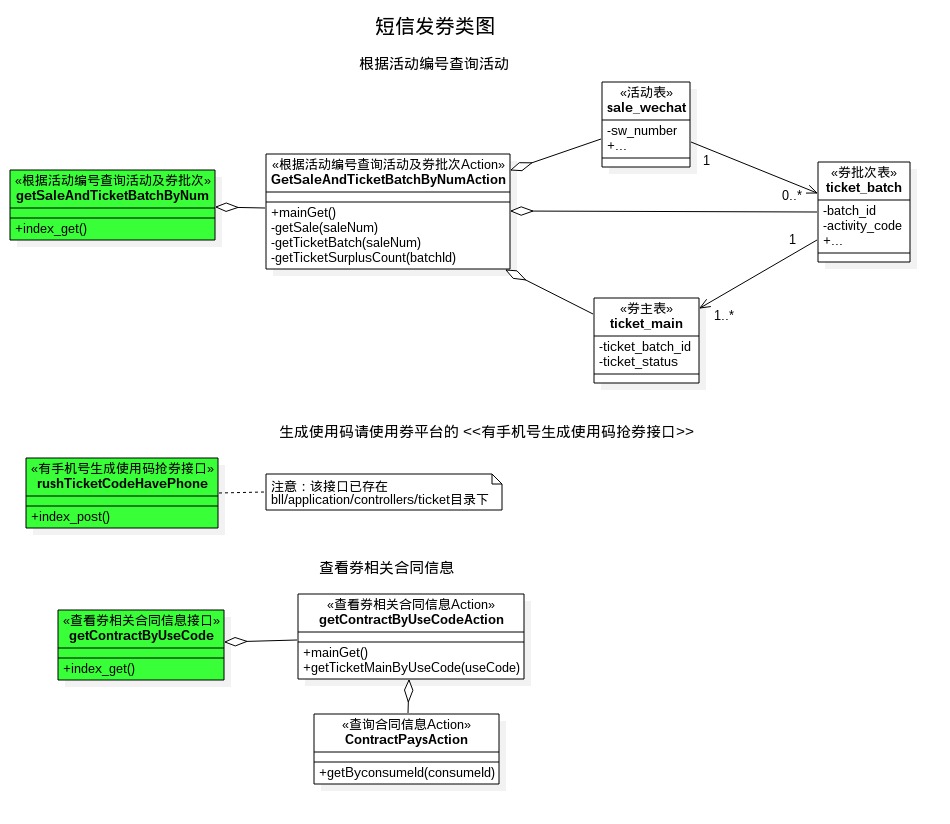 短信发券类图
根据活动编号查询活动
«活动表»
sale_wechat
-sw_number
+...
1
0..*
«券批次表»
ticket_batch
-batch_id
-activity_code
+...
«根据活动编号查询活动及券批次Action»
GetSaleAndTicketBatchByNumAction
+mainGet()
-getSale(saleNum)
-getTicketBatch(saleNum)
-getTicketSurplusCount(batchId)
«根据活动编号查询活动及券批次»
getSaleAndTicketBatchByNum
+index_get()
1
1..*
«券主表»
ticket_main
-ticket_batch_id
-ticket_status
生成使用码请使用券平台的 <<有手机号生成使用码抢券接口>>
«有手机号生成使用码抢券接口»
rushTicketCodeHavePhone
+index_post()
注意：该接口已存在
bll/application/controllers/ticket目录下
查看券相关合同信息
«查看券相关合同信息接口»
getContractByUseCode
+index_get()
«查看券相关合同信息Action»
getContractByUseCodeAction
+mainGet()
+getTicketMainByUseCode(useCode)
«查询合同信息Action»
ContractPaysAction
+getByconsumeId(consumeId)